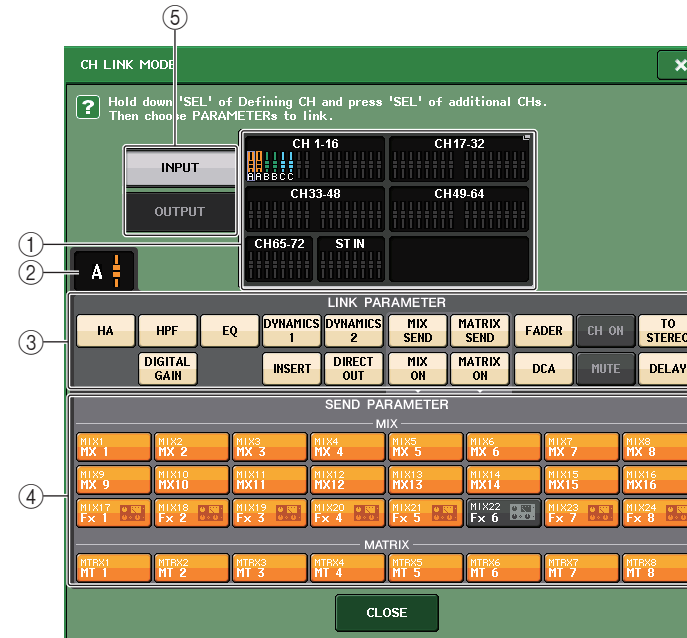 ⑤
CH LINK MODE
?
Hold down 'SEL' of Defining CH and press 'SEL' of additional CHs.
Then choose PARAMETERs to link.
INPUT
OUTPUT
CH 1-16
CH17-32
AABBCC
CH33-48
CH49-64
CH65-72
ST IN
①
②
A
LINK PARAMETER
③
HA
HPF
EQ
DYNAMICS 1
DYNAMICS 2
MIX SEND
MATRIX SEND
FADER
CH ON
TO STEREO
DIGITAL GAIN
INSERT
DIRECT OUT
MIX ON
MATRIX ON
DCA
MUTE
DELAY
SEND PARAMETER
MIX
④
MIX1 MX 1
MIX2 MX 2
MIX3 MX 3
MIX4 MX 4
MIX5 MX 5
MIX6 MX 6
MIX7 MX 7
MIX8 MX 8
MIX9 MX 9
MIX10 MX10
MIX11 MX11
MIX12 MX12
MIX13 MX13
MIX14 MX14
MIX15 MX15
MIX16 MX16
MIX17 Fx 1
MIX18 Fx 2
MIX19 Fx 3
MIX20 Fx 4
MIX21 Fx 5
MIX22 Fx 6
MIX23 Fx 7
MIX24 Fx 8
MATRIX
MTRX1 MT 1
MTRX2 MT 2
MTRX3 MT 3
MTRX4 MT 4
MTRX5 MT 5
MTRX6 MT 6
MTRX7 MT 7
MTRX8 MT 8
CLOSE